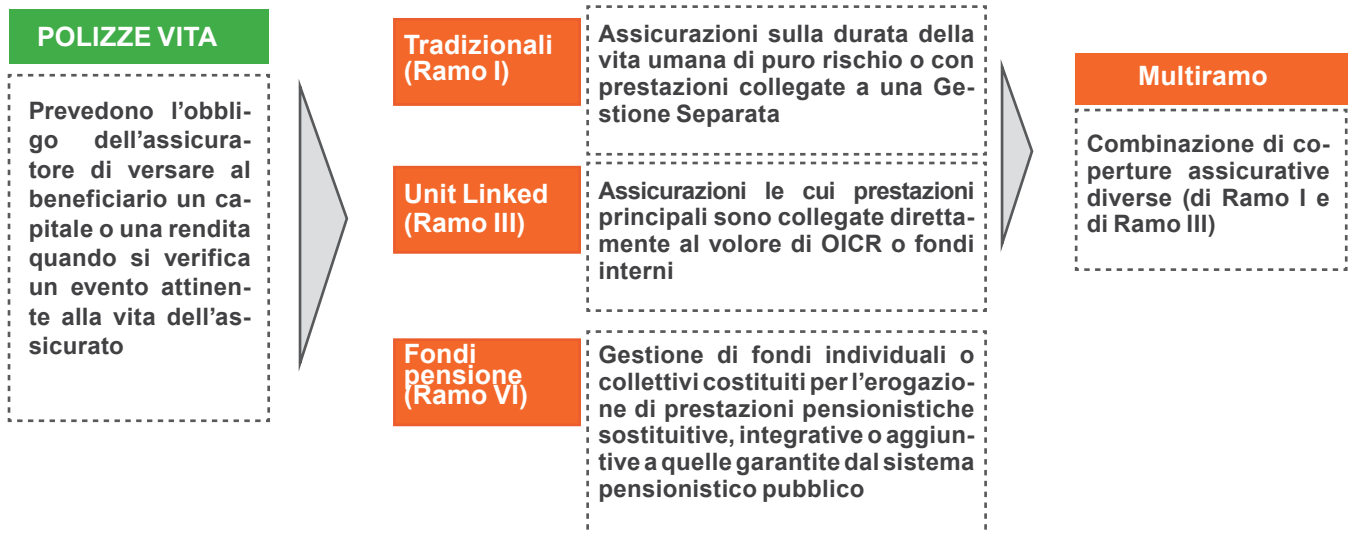 POLIZZE VITA
Prevedono l'obbli-
go dell'assicura-
tore di versare al
beneficiario un ca-
pitale o una rendita
quando si verifica
un evento attinen-
te alla vita dell'as-
sicurato
Tradizionali
(Ramo I)
Assicurazioni sulla durata della
vita umana di puro rischio o con
prestazioni collegate a una Ge-
stione Separata
Unit Linked
(Ramo III)
Assicurazioni le cui prestazioni
principali sono collegate diretta-
mente al volore di OICR o fondi
interni
Fondi
pensione
(Ramo VI)
Gestione di fondi individuali o
collettivi costituiti per l'erogazio-
ne di prestazioni pensionistiche
sostitutive, integrative o aggiun-
tive a quelle garantite dal sistema
pensionistico pubblico
Multiramo
Combinazione di co-
perture assicurative
diverse (di Ramo I e
di Ramo III)